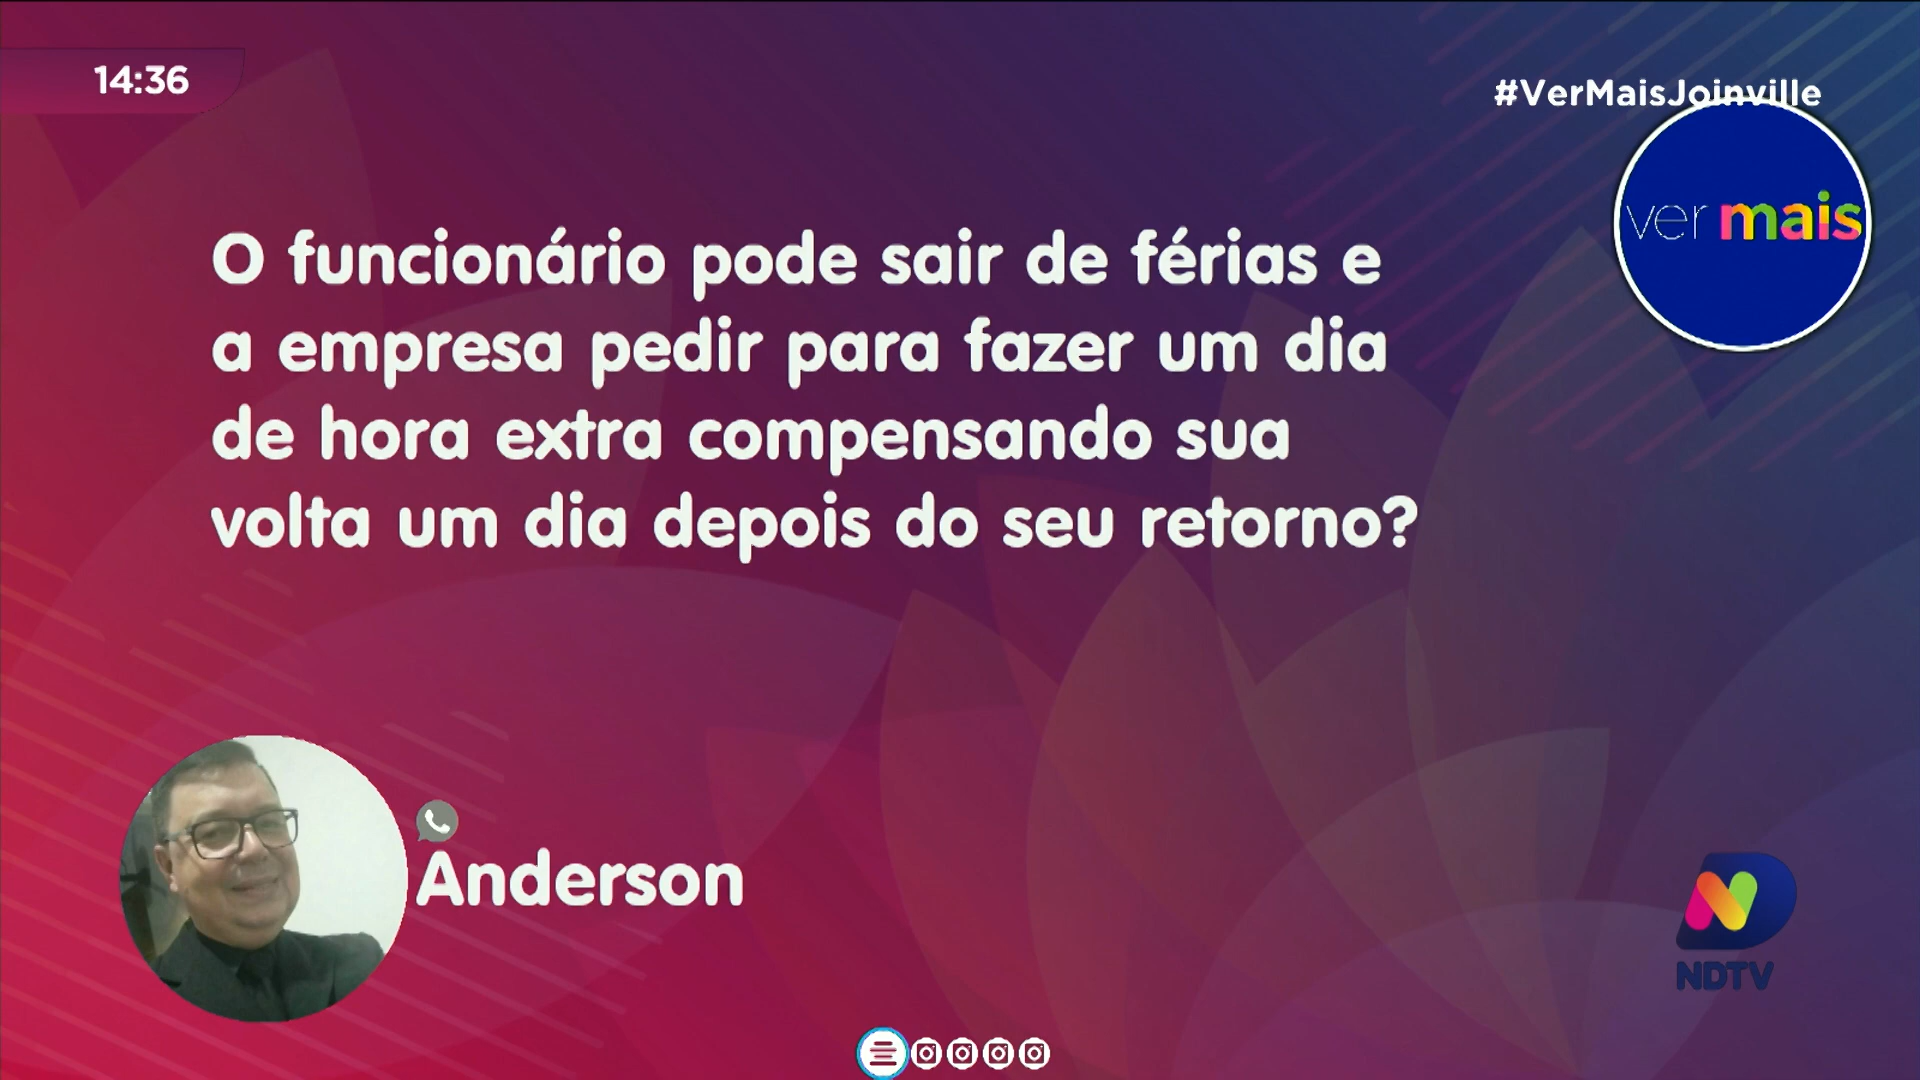 14:36
#VerMaisJoinville
ver mais
O funcionário pode sair de férias e
a empresa pedir para fazer um dia
de hora extra compensando sua
volta um dia depois do seu retorno?
Anderson
NDTV